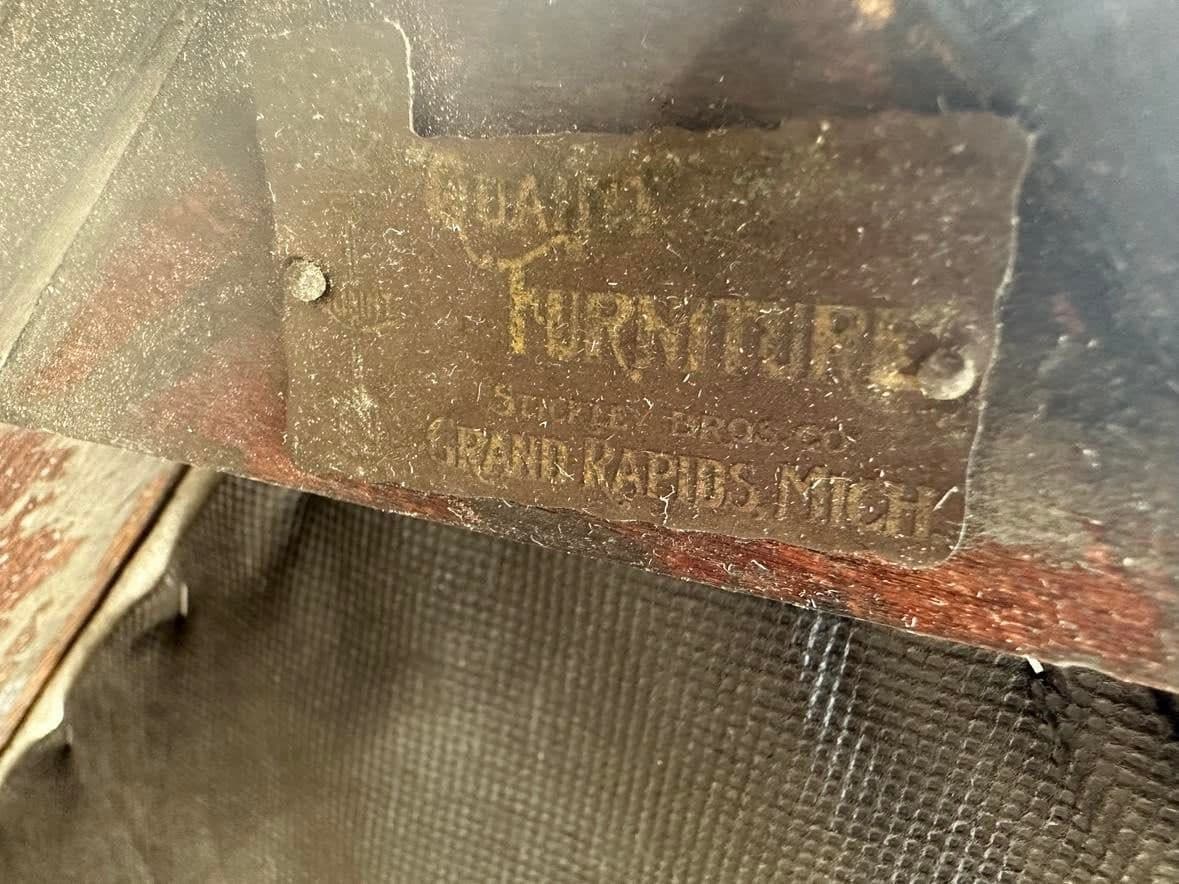 QUAINT
FURNITURE
STICKLEY BROS. CO.
GRAND RAPIDS, MICH.